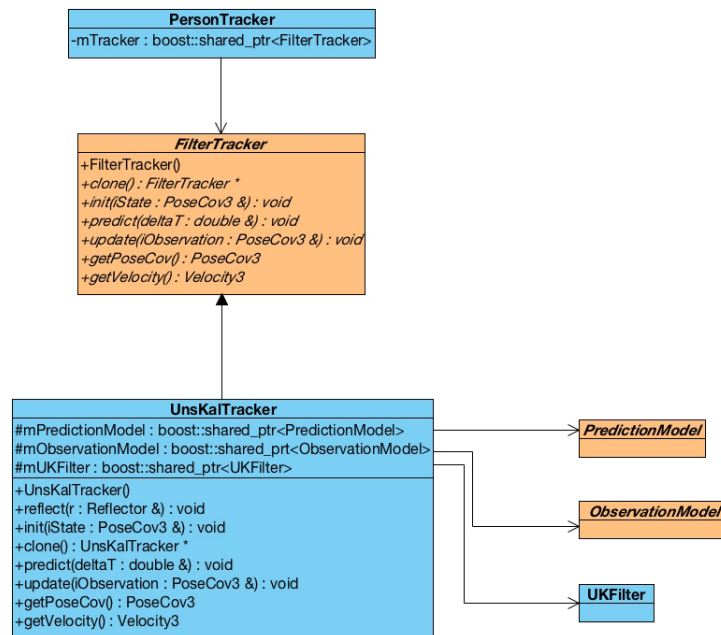 PersonTracker
-mTracker : boost::shared_ptr<FilterTracker>
FilterTracker
+FilterTracker()
+clone() : FilterTracker *
+init(iState : PoseCov3 &) : void
+predict(deltaT : double &) : void
+update(iObservation : PoseCov3 &) : void
+getPoseCov() : PoseCov3
+getVelocity() : Velocity3
UnsKalTracker
#mPredictionModel : boost::shared_ptr<PredictionModel>
#mObservationModel : boost::shared_prt<ObservationModel>
#mUKFilter : boost::shared_ptr<UKFilter>
+UnsKalTracker()
+reflect(r : Reflector &) : void
+init(iState : PoseCov3 &) : void
+clone() : UnsKalTracker *
+predict(deltaT : double &) : void
+update(iObservation : PoseCov3 &) : void
+getPoseCov() : PoseCov3
+getVelocity() : Velocity3
PredictionModel
ObservationModel
UKFilter